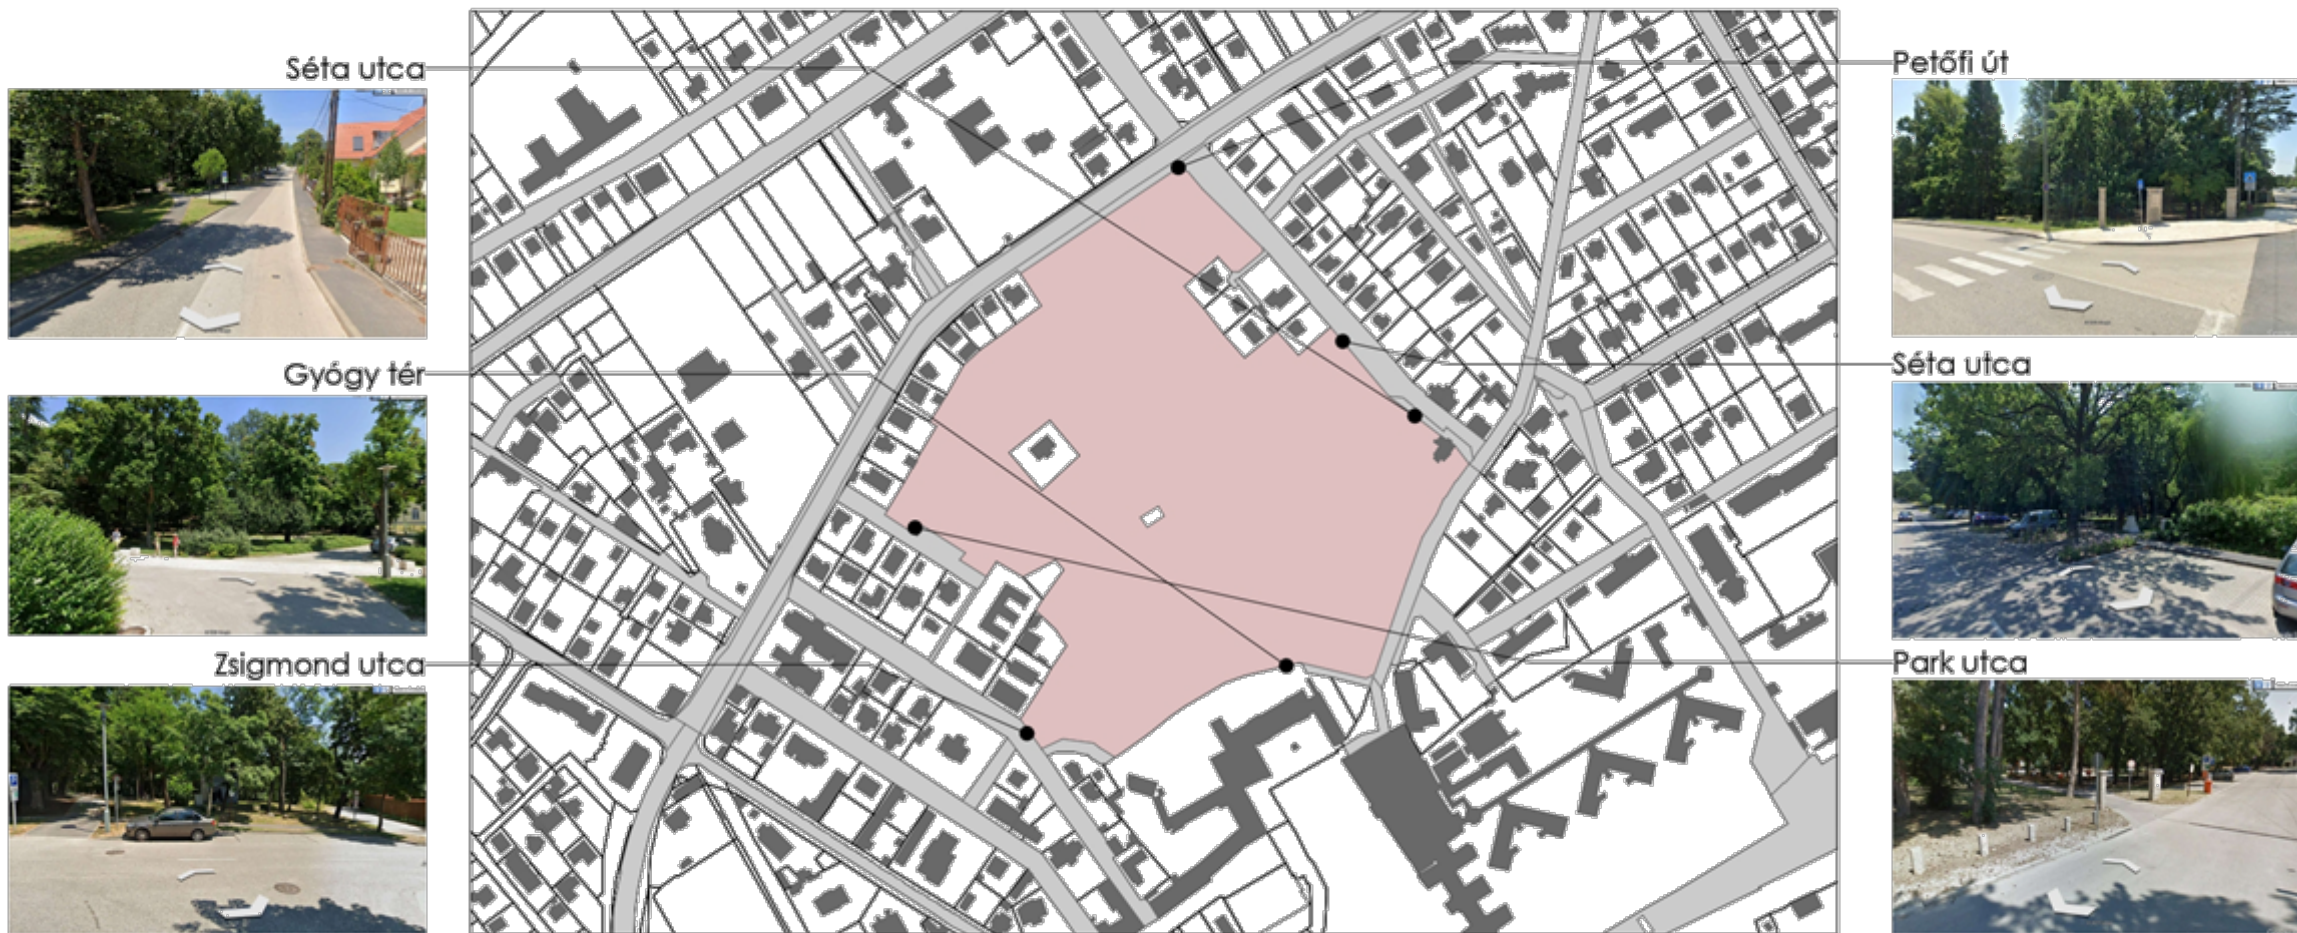 Séta utca
Petőfi út
Gyógy tér
Séta utca
Zsigmond utca
Park utca